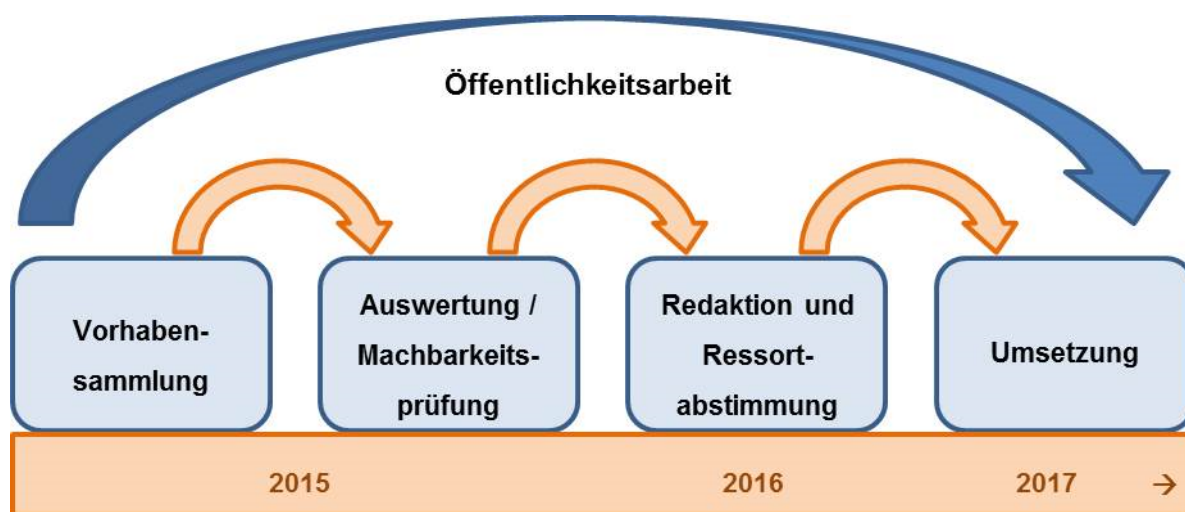 Öffentlichkeitsarbeit
Vorhaben-
sammlung
Auswertung /
Machbarkeits-
prüfung
Redaktion und
Ressort-
abstimmung
Umsetzung
2015
2016
2017 →